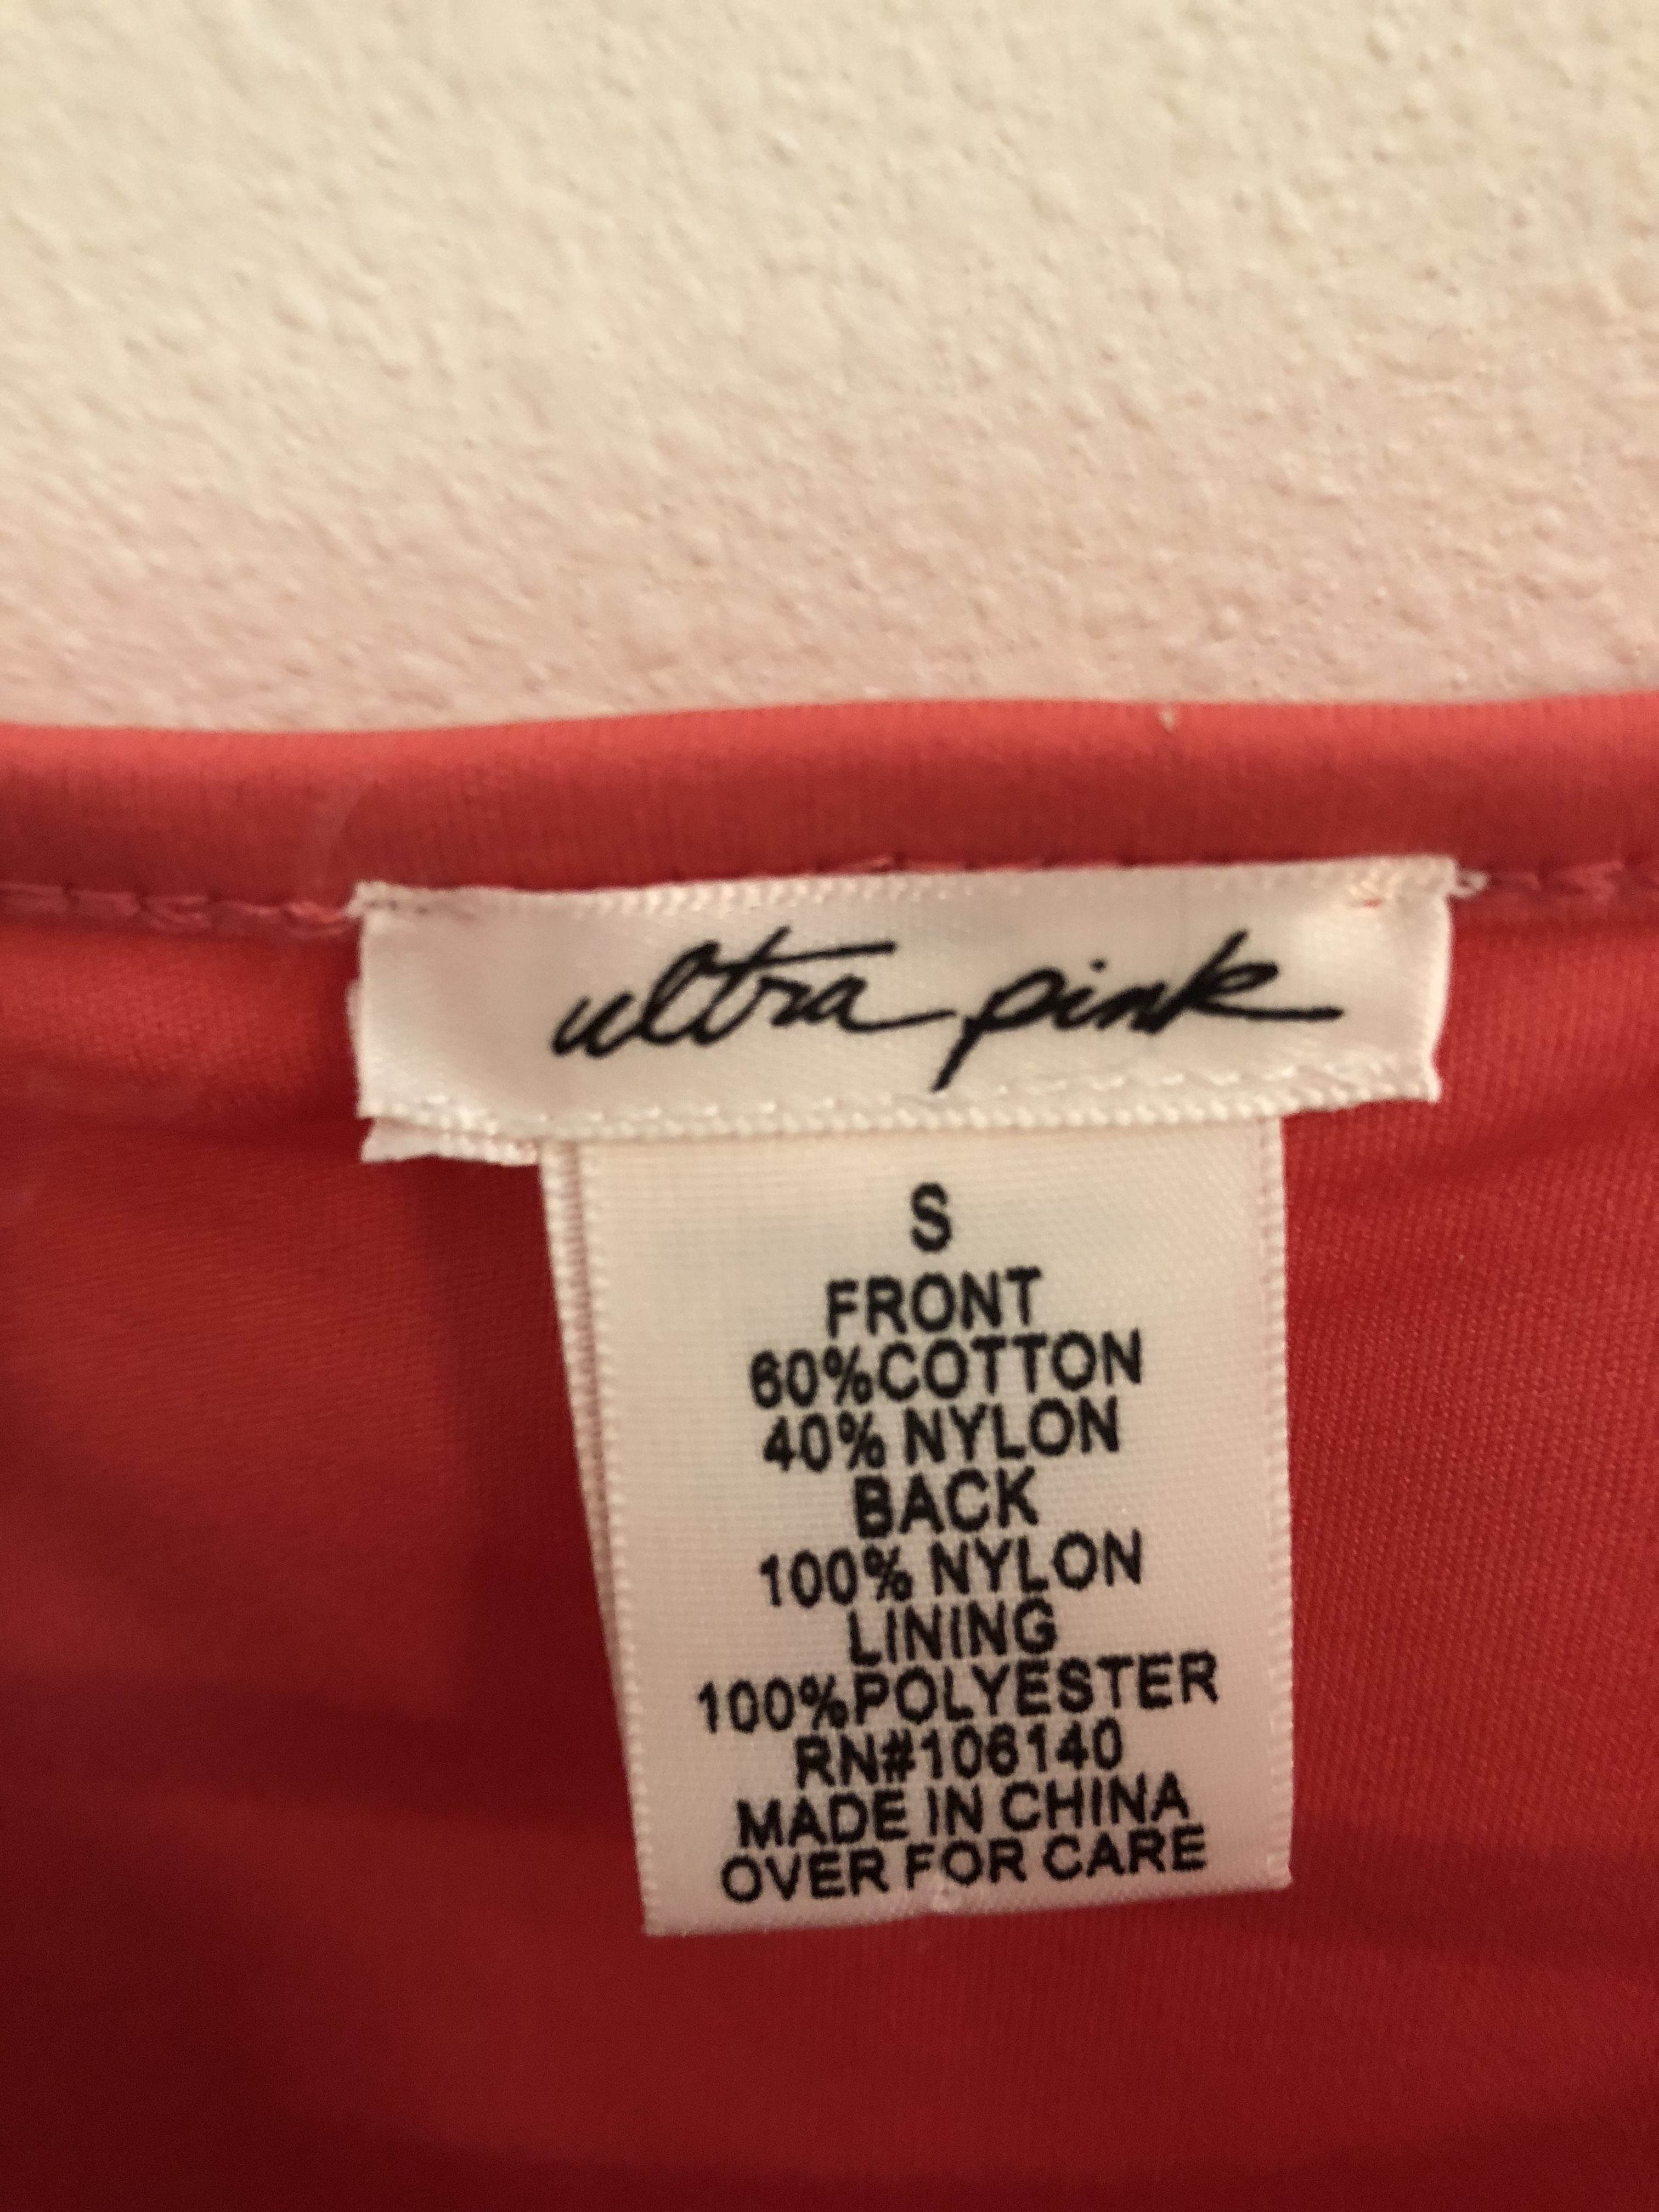 ultra pink
S
FRONT
60%COTTON
40% NYLON
BACK
100% NYLON
LINING
100%POLYESTER
RN#106140
MADE IN CHINA
OVER FOR CARE